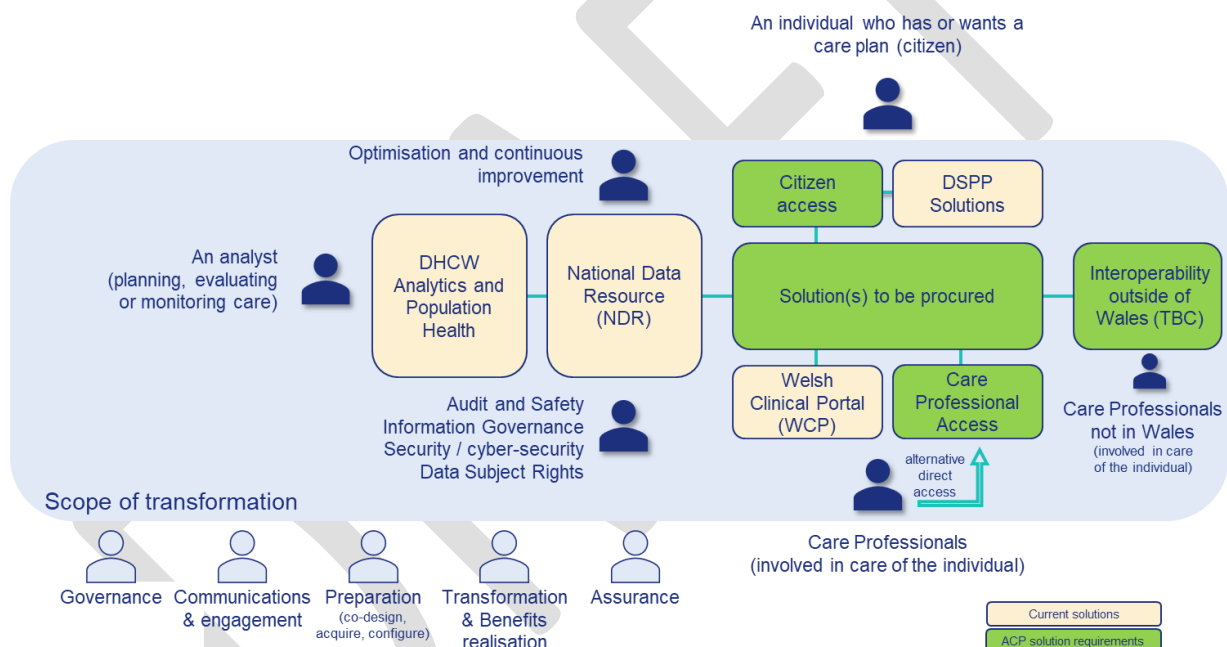 An individual who has or wants a
care plan (citizen)
Optimisation and continuous
improvement
Citizen
access
DSPP
Solutions
An analyst
(planning, evaluating
or monitoring care)
DHCW
Analytics and
Population
Health
National Data
Resource
(NDR)
Solution(s) to be procured
Interoperability
outside of
Wales (TBC)
Welsh
Clinical Portal
(WCP)
Care
Professional
Access
Audit and Safety
Information Governance
Security / cyber-security
Data Subject Rights
Care Professionals
not in Wales
(involved in care
of the individual)
alternative
direct
access
Scope of transformation
Care Professionals
(involved in care of the individual)
Governance
Communications
& engagement
Preparation
(co-design,
acquire, configure)
Transformation
& Benefits
realisation
Assurance
Current solutions
ACP solution requirements